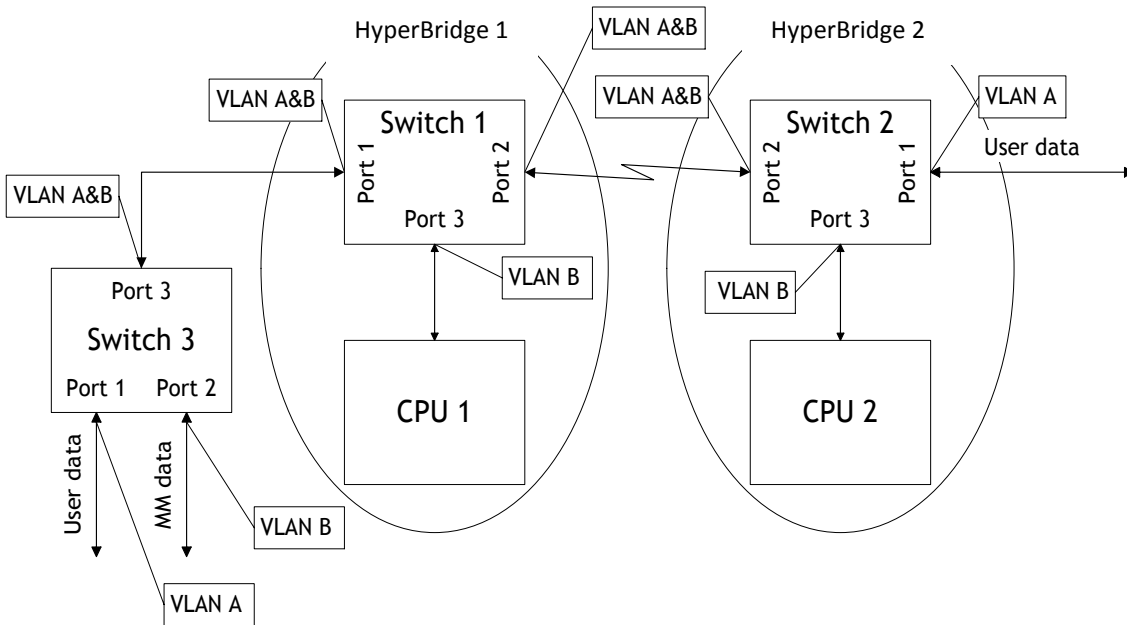 HyperBridge 1
VLAN A&B
HyperBridge 2
VLAN A&B
VLAN A&B
VLAN A
Switch 1
Port 1
Port 2
Port 3
Switch 2
Port 2
Port 1
Port 3
User data
VLAN A&B
VLAN B
VLAN B
Port 3
Switch 3
Port 1
Port 2
CPU 1
CPU 2
User data
MM data
VLAN B
VLAN A